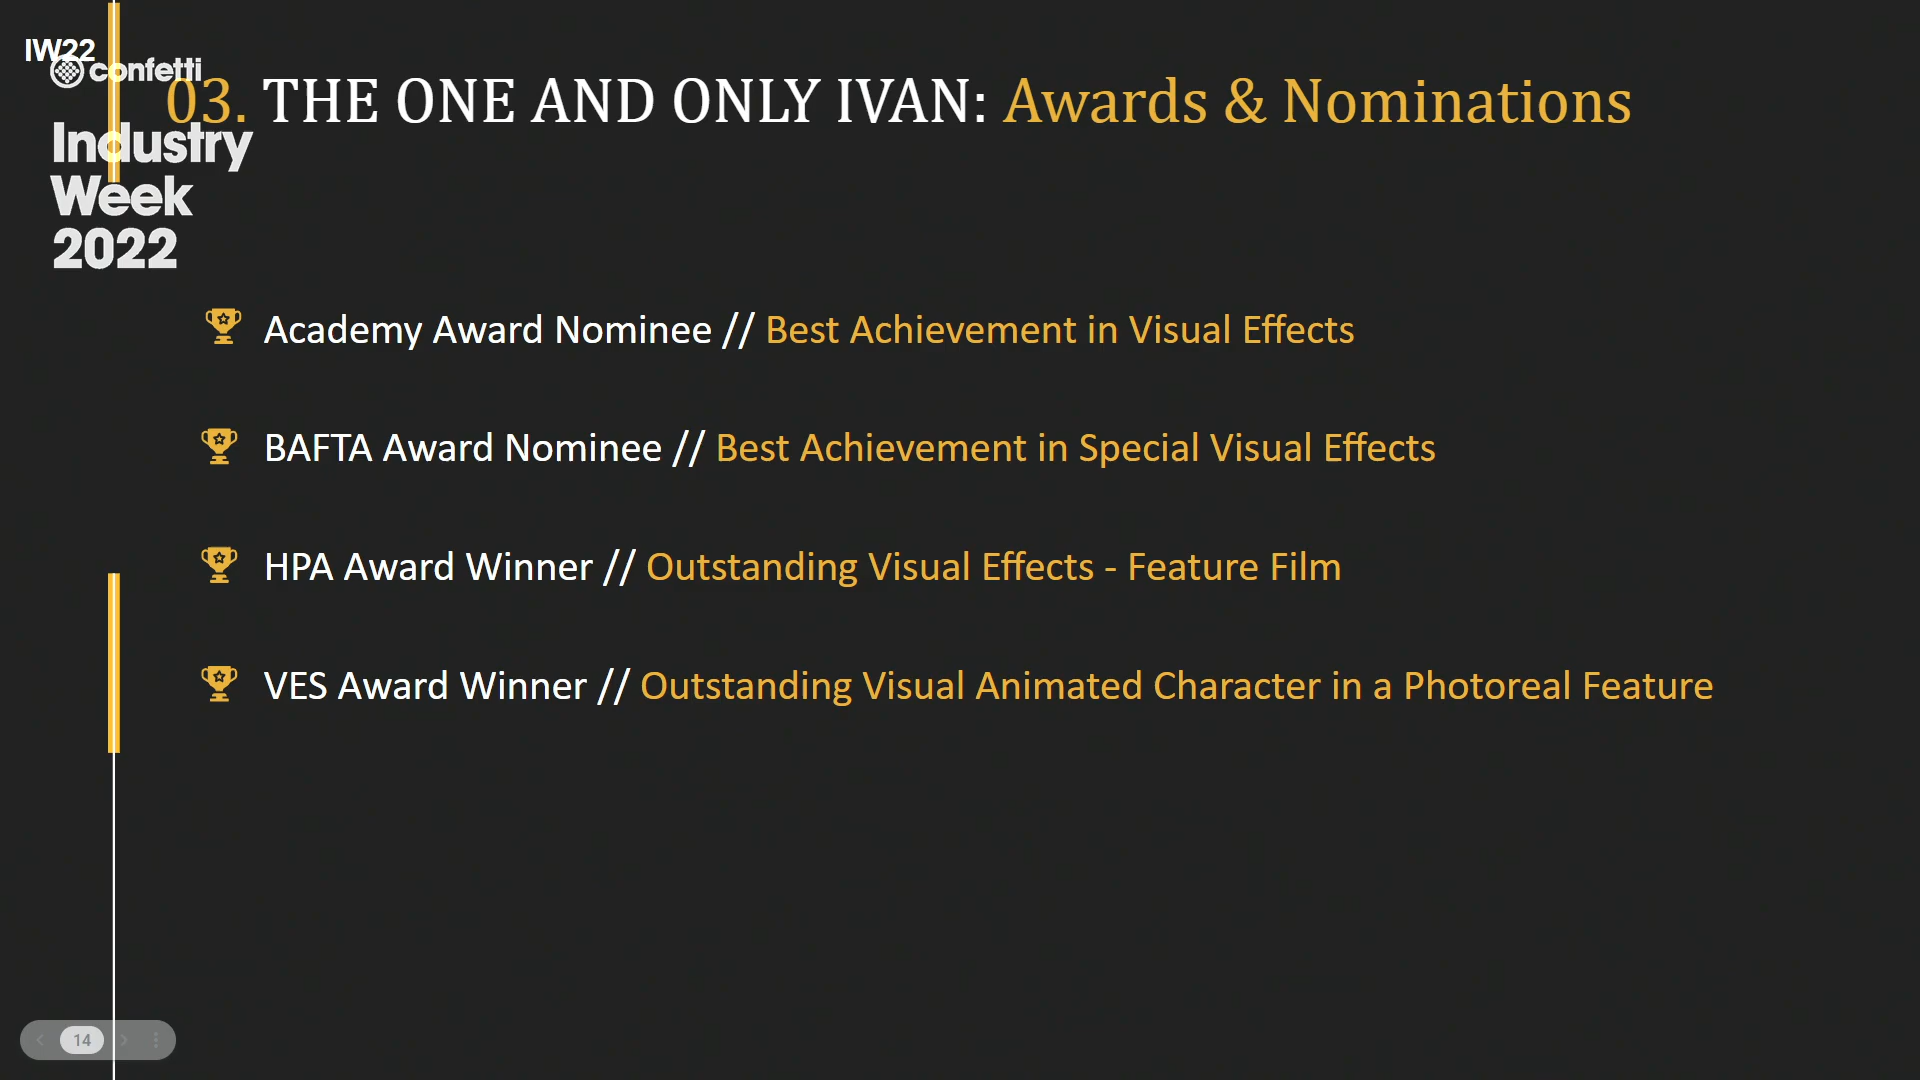 IW22
confetti
Industry
Week
2022
03. THE ONE AND ONLY IVAN: Awards & Nominations
Academy Award Nominee // Best Achievement in Visual Effects
BAFTA Award Nominee // Best Achievement in Special Visual Effects
HPA Award Winner // Outstanding Visual Effects - Feature Film
VES Award Winner // Outstanding Visual Animated Character in a Photoreal Feature
14